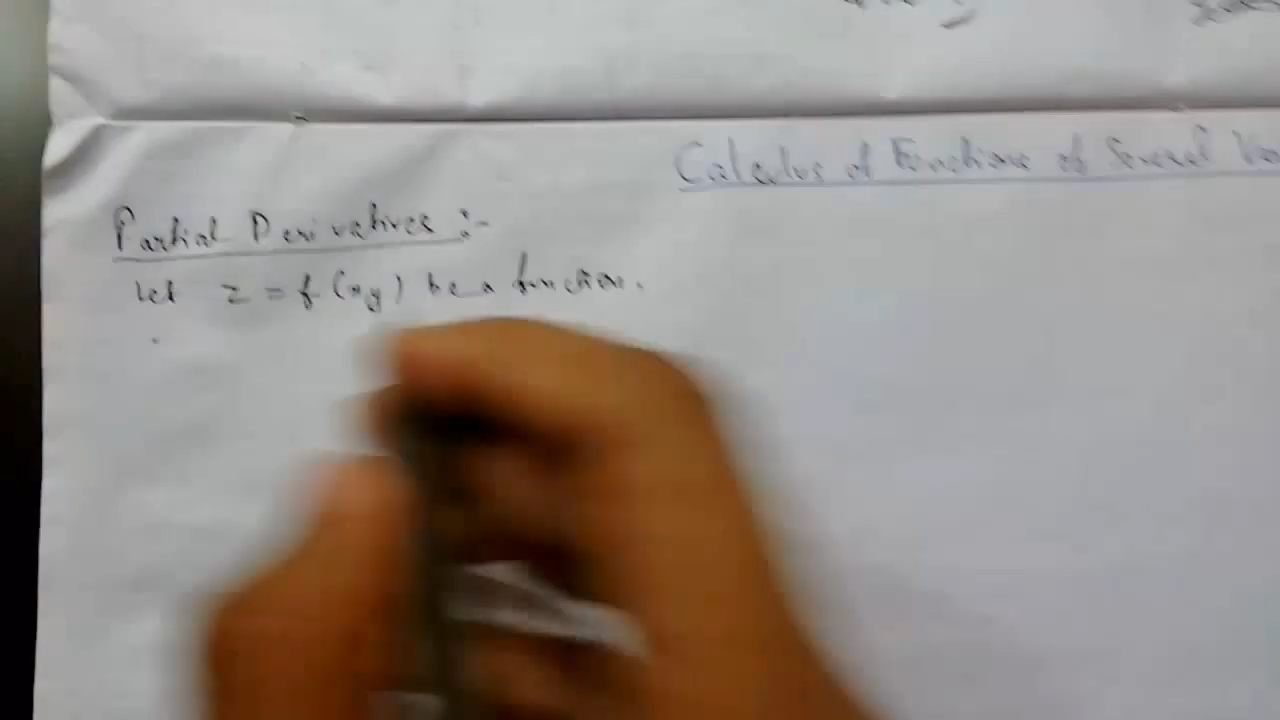 Calculus of Functions of Several
Partial Derivatives :-
Let z = f(x,y) be a function.